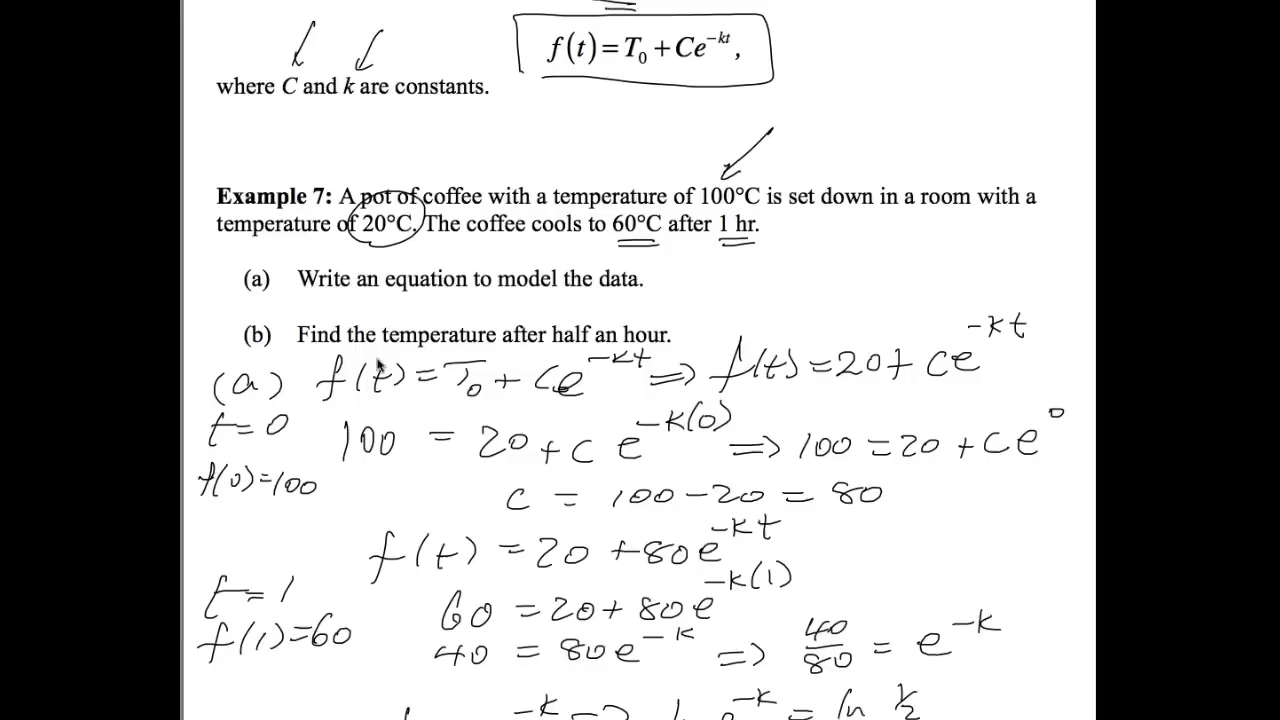 f(t) = T₀ + Ce^{-kt},
where C and k are constants.
Example 7: A pot of coffee with a temperature of 100°C is set down in a room with a
temperature of 20°C. The coffee cools to 60°C after 1 hr.
(a) Write an equation to model the data.
(b) Find the temperature after half an hour.
(a) f(t) = T₀ + Ce^{-kt} ⇒ f(t) = 20 + Ce^{-kt}
t = 0 100 = 20 + C e^{-k(0)} ⇒ 100 = 20 + Ce^0
f(0) = 100
C = 100 - 20 = 80
f(t) = 20 + 80e^{-kt}
t = 1 60 = 20 + 80e^{-k(1)}
f(1) = 60 40 = 80e^{-k} ⇒ 40/80 = e^{-k}
e^{-k} = ln 1/2